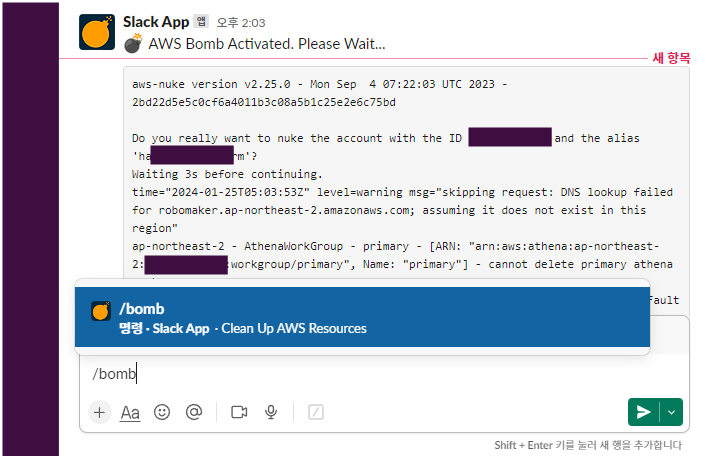 Slack App 앱 오후 2:03
AWS Bomb Activated. Please Wait...
새 항목
aws-nuke version v2.25.0 - Mon Sep  4 07:22:03 UTC 2023 -
2bd22d5e5c0cf6a4011b3c08a5b1c25e2e6c75bd
Do you really want to nuke the account with the ID and the alias
'ha rm'?
Waiting 3s before continuing.
time="2024-01-25T05:03:53Z" level=warning msg="skipping request: DNS lookup failed
for robomaker.ap-northeast-2.amazonaws.com; assuming it does not exist in this
region"
ap-northeast-2 - AthenaWorkGroup - primary - [ARN: "arn:aws:athena:ap-northeast-
2: :workgroup/primary", Name: "primary"] - cannot delete primary athena
fault
/bomb
명령 · Slack App · Clean Up AWS Resources
/bomb
Aa
Shift + Enter 키를 눌러 새 행을 추가합니다